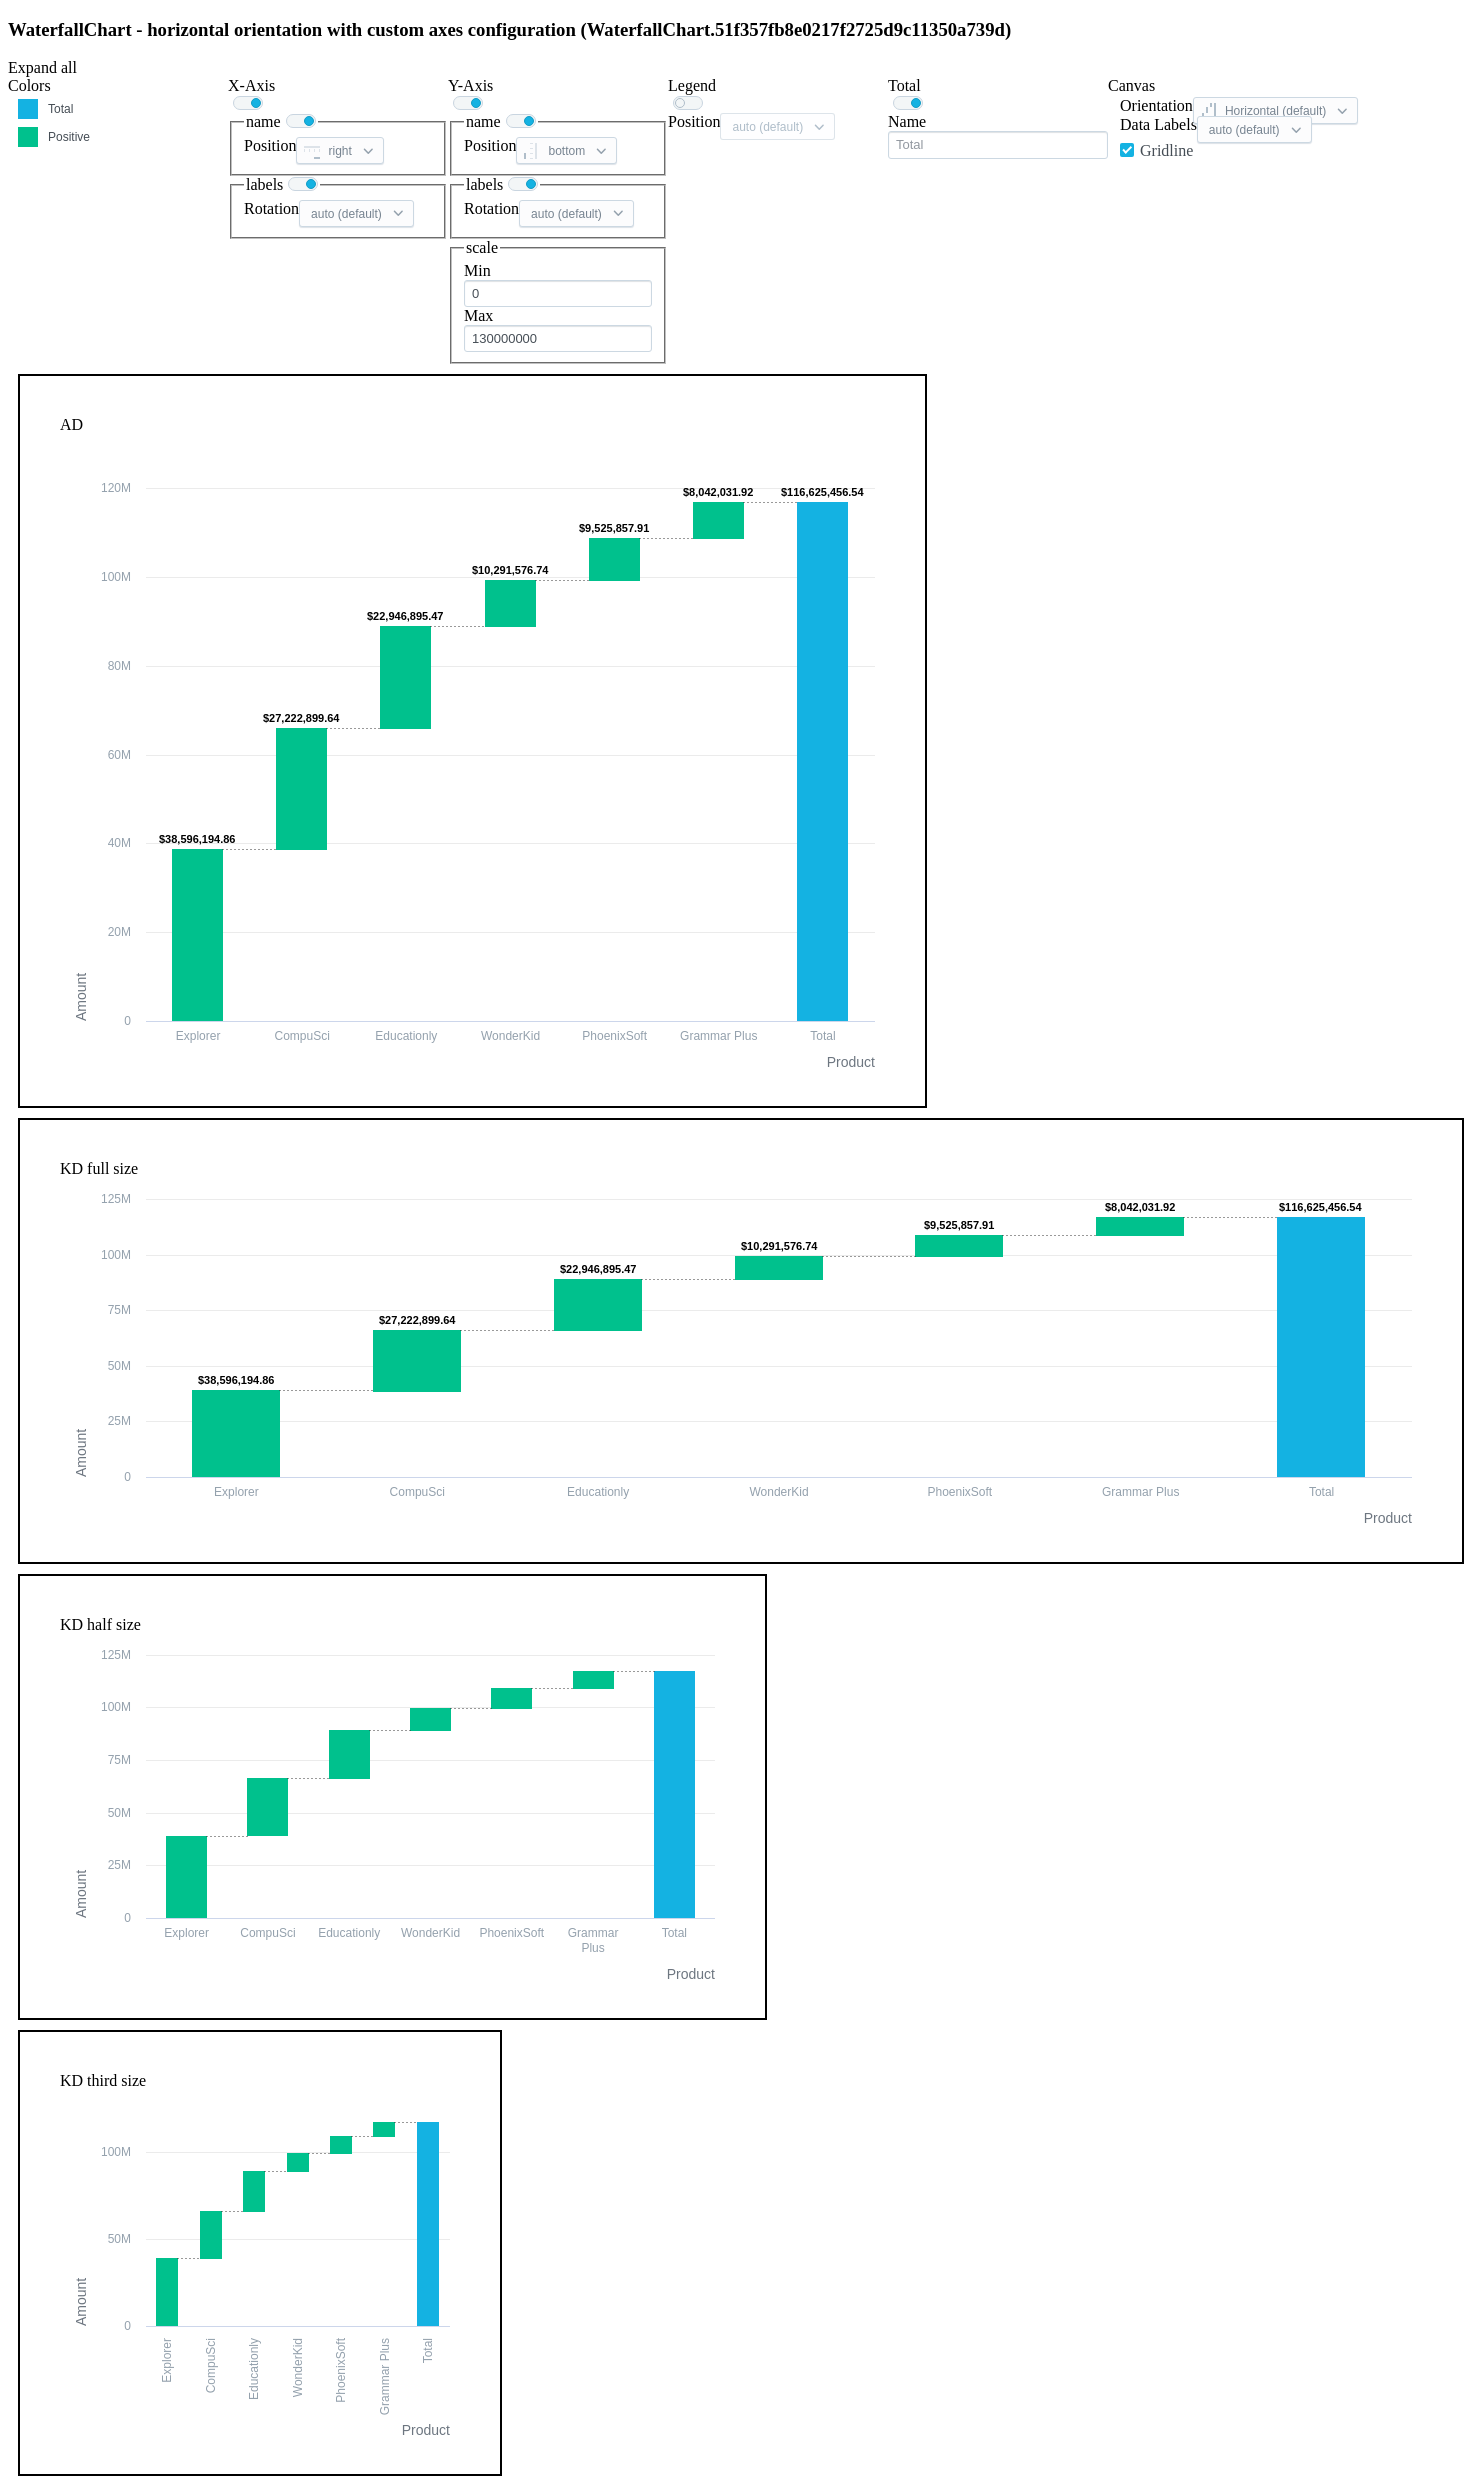 WaterfallChart - horizontal orientation with custom axes configuration (WaterfallChart.51f357fb8e0217f2725d9c11350a739d)
Expand all
Colors
Total
Positive
X-Axis
name
Position
right
labels
Rotation
auto (default)
Y-Axis
name
Position
bottom
labels
Rotation
auto (default)
scale
Min
0
Max
130000000
Legend
Position
auto (default)
Total
Name
Total
Canvas
Orientation
Horizontal (default)
Data Labels
auto (default)
Gridline
AD
120M
100M
80M
60M
40M
20M
0
Amount
$38,596,194.86
$27,222,899.64
$22,946,895.47
$10,291,576.74
$9,525,857.91
$8,042,031.92
$116,625,456.54
Explorer
CompuSci
Educationly
WonderKid
PhoenixSoft
Grammar Plus
Total
Product
KD full size
125M
100M
75M
50M
25M
0
Amount
$38,596,194.86
$27,222,899.64
$22,946,895.47
$10,291,576.74
$9,525,857.91
$8,042,031.92
$116,625,456.54
Explorer
CompuSci
Educationly
WonderKid
PhoenixSoft
Grammar Plus
Total
Product
KD half size
125M
100M
75M
50M
25M
0
Amount
Explorer
CompuSci
Educationly
WonderKid
PhoenixSoft
Grammar
Plus
Total
Product
KD third size
100M
50M
0
Amount
Explorer
CompuSci
Educationly
WonderKid
PhoenixSoft
Grammar Plus
Total
Product